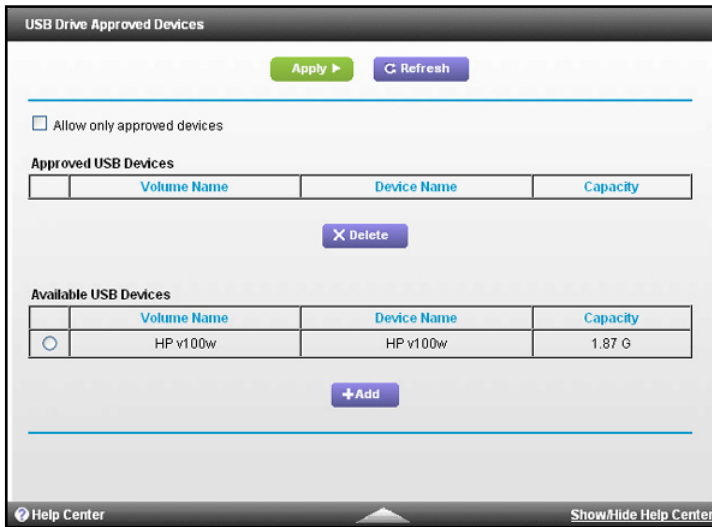 USB Drive Approved Devices
Apply
Refresh
Allow only approved devices
Approved USB Devices
Volume Name Device Name Capacity
Delete
Available USB Devices
Volume Name Device Name Capacity
HP v100w HP v100w 1.87 G
Add
Help Center Show/Hide Help Center